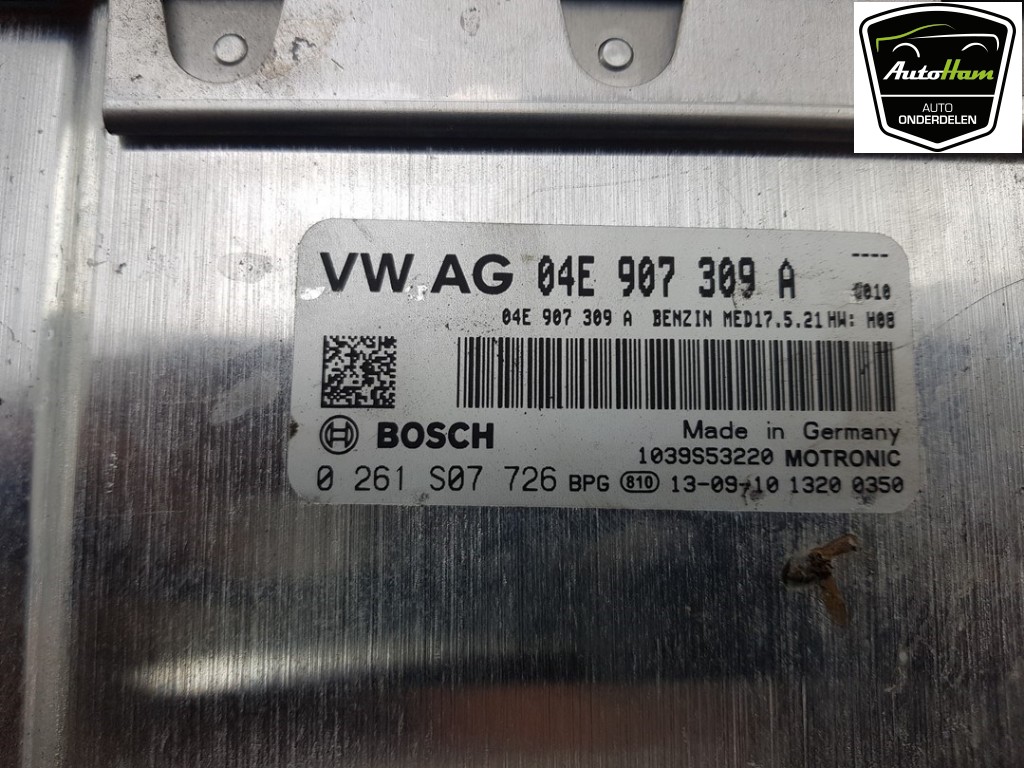 AutoHam
AUTO
ONDERDELEN
----
VW AG 04E 907 309 A
04E 907 309 A BENZIN MED17.5.21 HW: H08
BOSCH
Made in Germany
1039S53220 MOTRONIC
0 261 S07 726 BPG 810 13-09-10 1320 0350